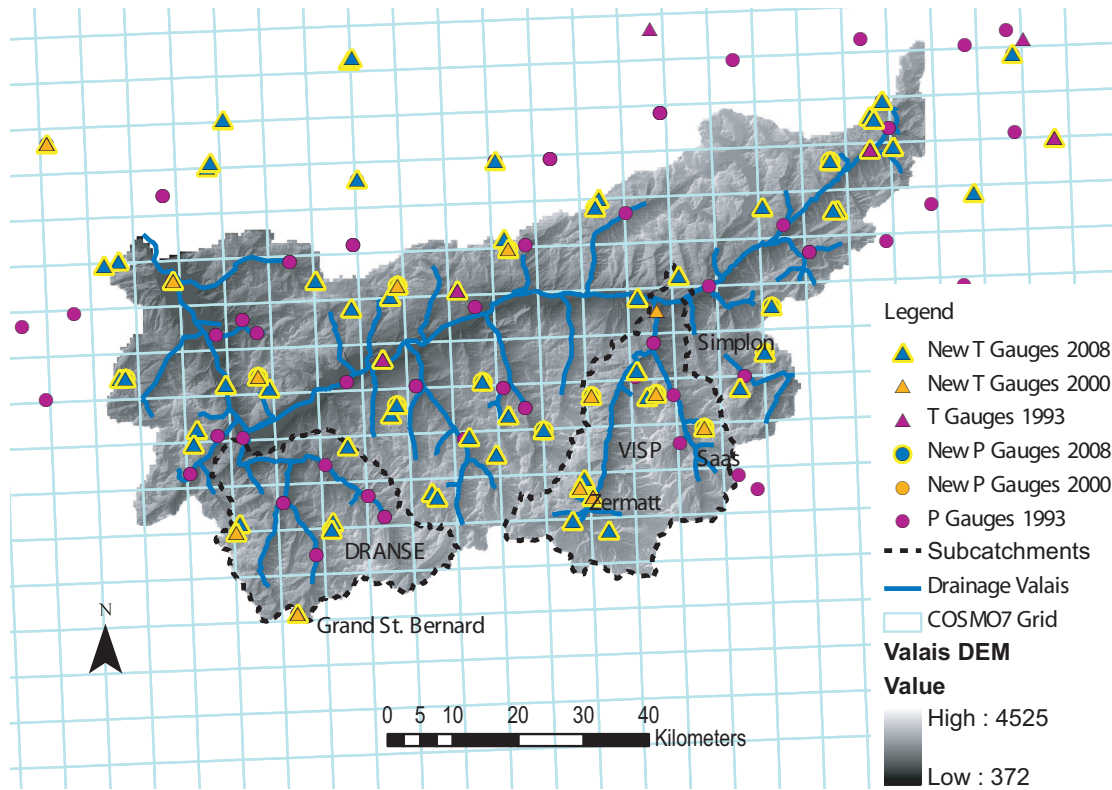 Simplon
VISP
Saas
Zermatt
DRANSE
Grand St. Bernard
N
0 5 10 20 30 40
Kilometers
Legend
New T Gauges 2008
New T Gauges 2000
T Gauges 1993
New P Gauges 2008
New P Gauges 2000
P Gauges 1993
Subcatchments
Drainage Valais
COSMO7 Grid
Valais DEM
Value
High : 4525
Low : 372